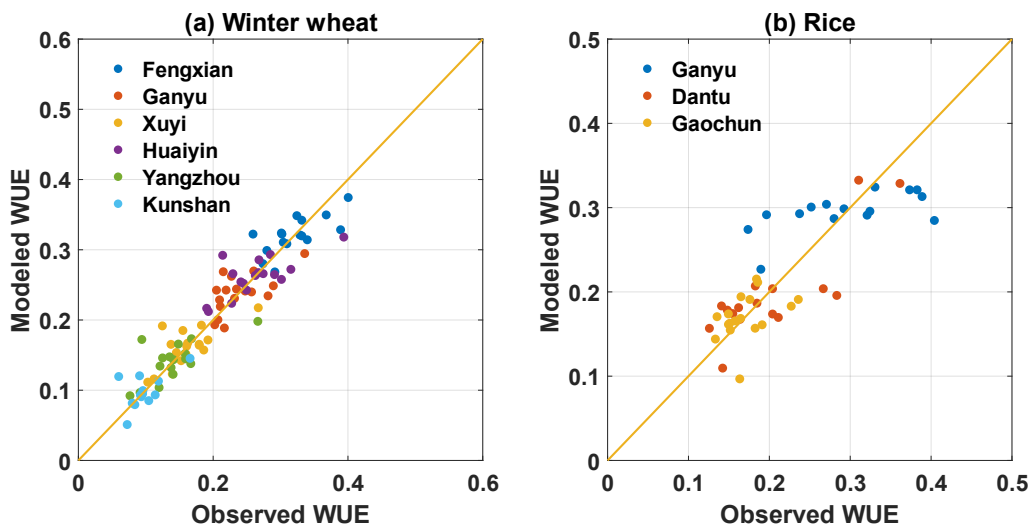 (a) Winter wheat
0.6
0.5
0.4
0.3
0.2
0.1
0
Modeled WUE
Fengxian
Ganyu
Xuyi
Huaiyin
Yangzhou
Kunshan
0 0.2 0.4 0.6
Observed WUE
(b) Rice
0.5
0.4
0.3
0.2
0.1
0
Modeled WUE
Ganyu
Dantu
Gaochun
0 0.1 0.2 0.3 0.4 0.5
Observed WUE